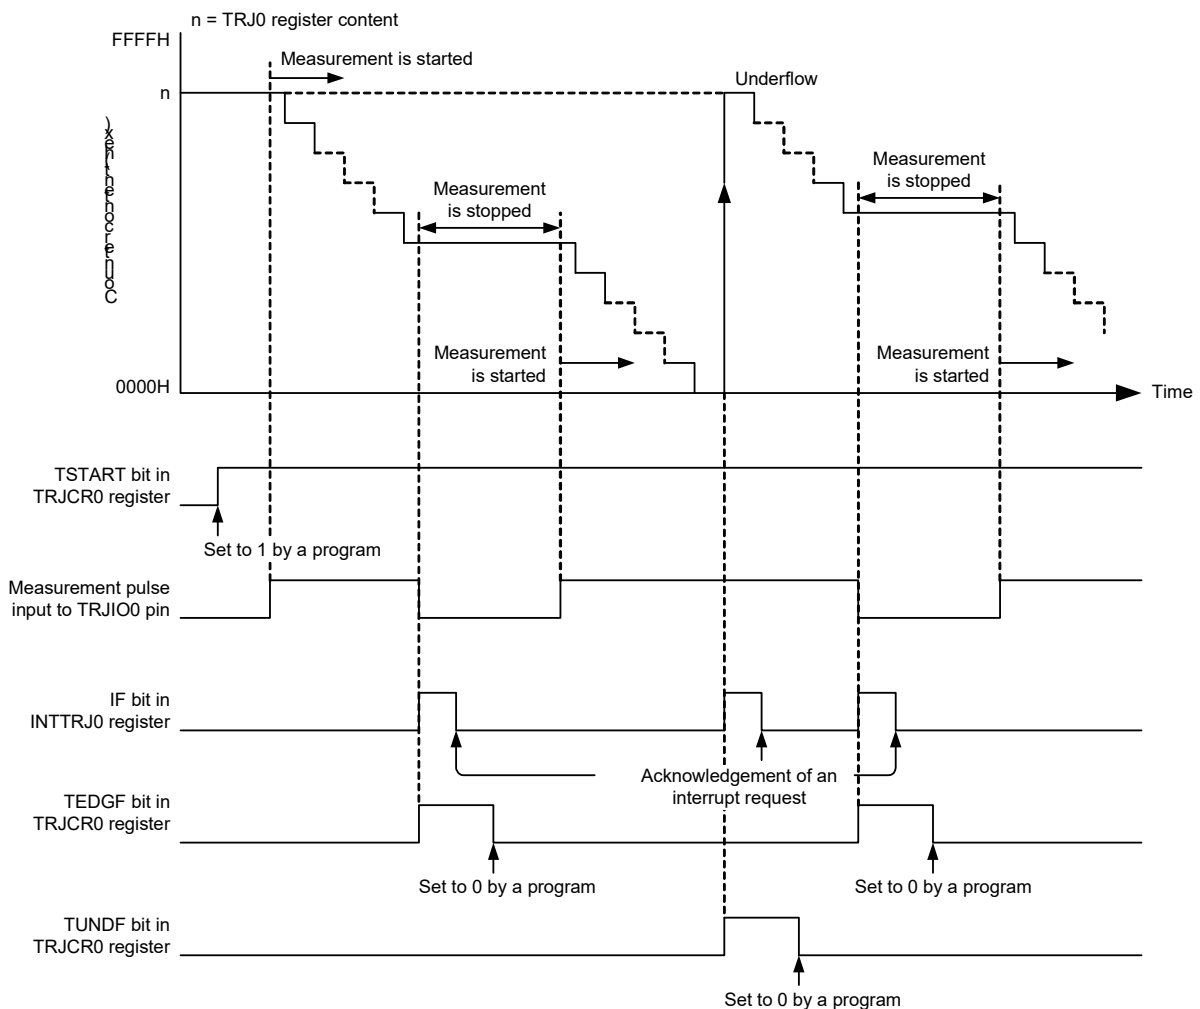 n = TRJ0 register content
FFFFH
Measurement is started
Underflow
n
Counter content (hex)
Measurement
is stopped
Measurement
is stopped
Measurement
is started
Measurement
is started
0000H
Time
TSTART bit in
TRJCR0 register
Set to 1 by a program
Measurement pulse
input to TRJIO0 pin
IF bit in
INTTRJ0 register
Acknowledgement of an
interrupt request
TEDGF bit in
TRJCR0 register
Set to 0 by a program
Set to 0 by a program
TUNDF bit in
TRJCR0 register
Set to 0 by a program